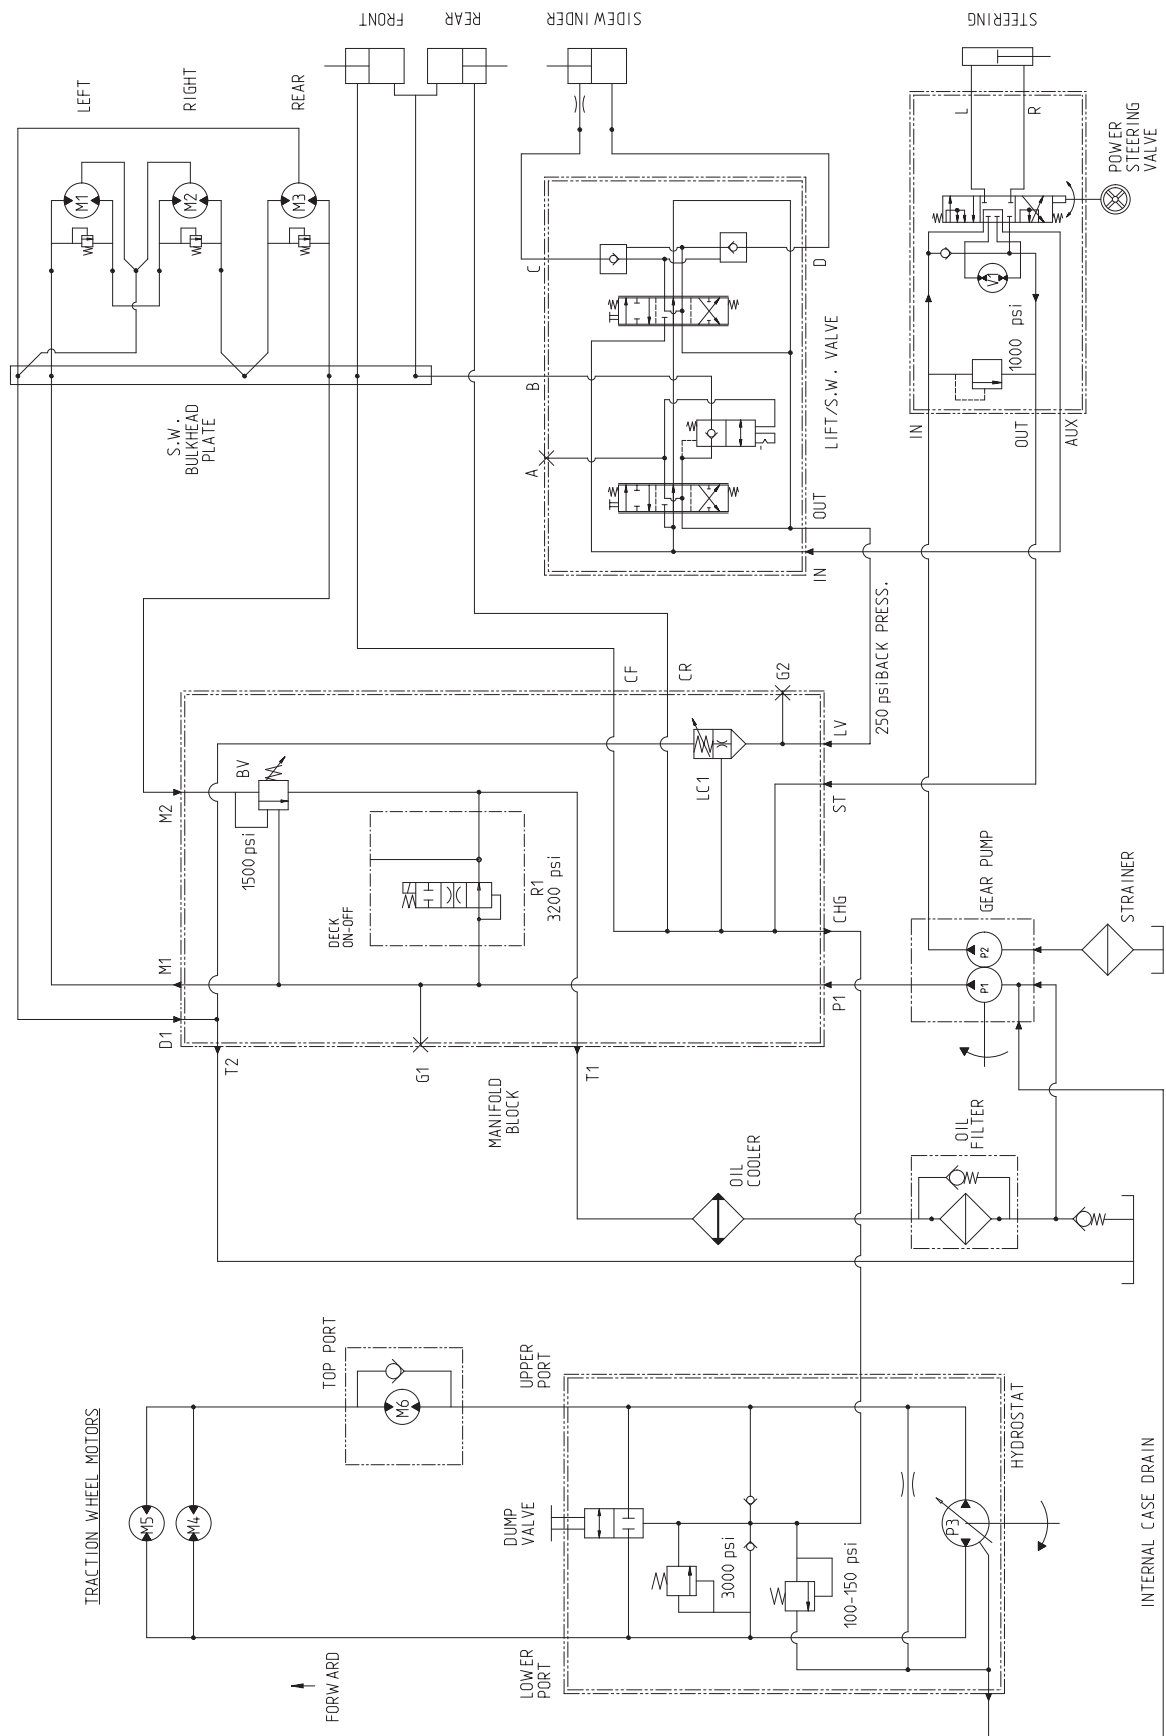 FRONT
REAR
SIDEWINDER
STEERING
LEFT
RIGHT
REAR
M1
M2
M3
L
R
POWER
STEERING
VALVE
C
D
V1
1000 psi
S.W.
BULKHEAD
PLATE
B
A
LIFT/S.W. VALVE
IN
OUT
AUX
OUT
IN
250 psi BACK PRESS.
CF
CR
G2
LV
LC1
ST
BV
M2
1500 psi
R1
3200 psi
DECK
ON-OFF
CHG
M1
P1
D1
T2
G1
T1
MANIFOLD
BLOCK
GEAR PUMP
P2
P1
STRAINER
OIL
COOLER
OIL
FILTER
TOP PORT
M6
UPPER
PORT
HYDROSTAT
TRACTION WHEEL MOTORS
M5
M4
DUMP
VALVE
3000 psi
100-150 psi
P3
LOWER
PORT
FORWARD
INTERNAL CASE DRAIN